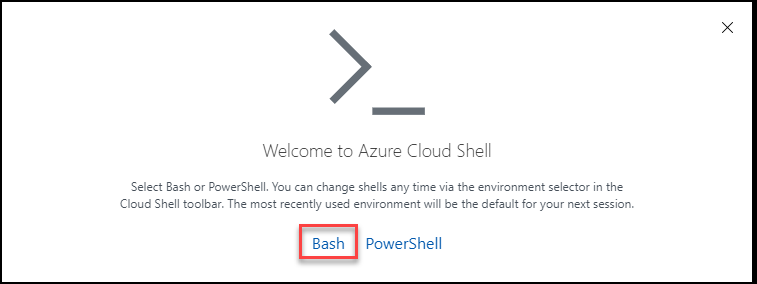 Welcome to Azure Cloud Shell
Select Bash or PowerShell. You can change shells any time via the environment selector in the
Cloud Shell toolbar. The most recently used environment will be the default for your next session.
Bash PowerShell